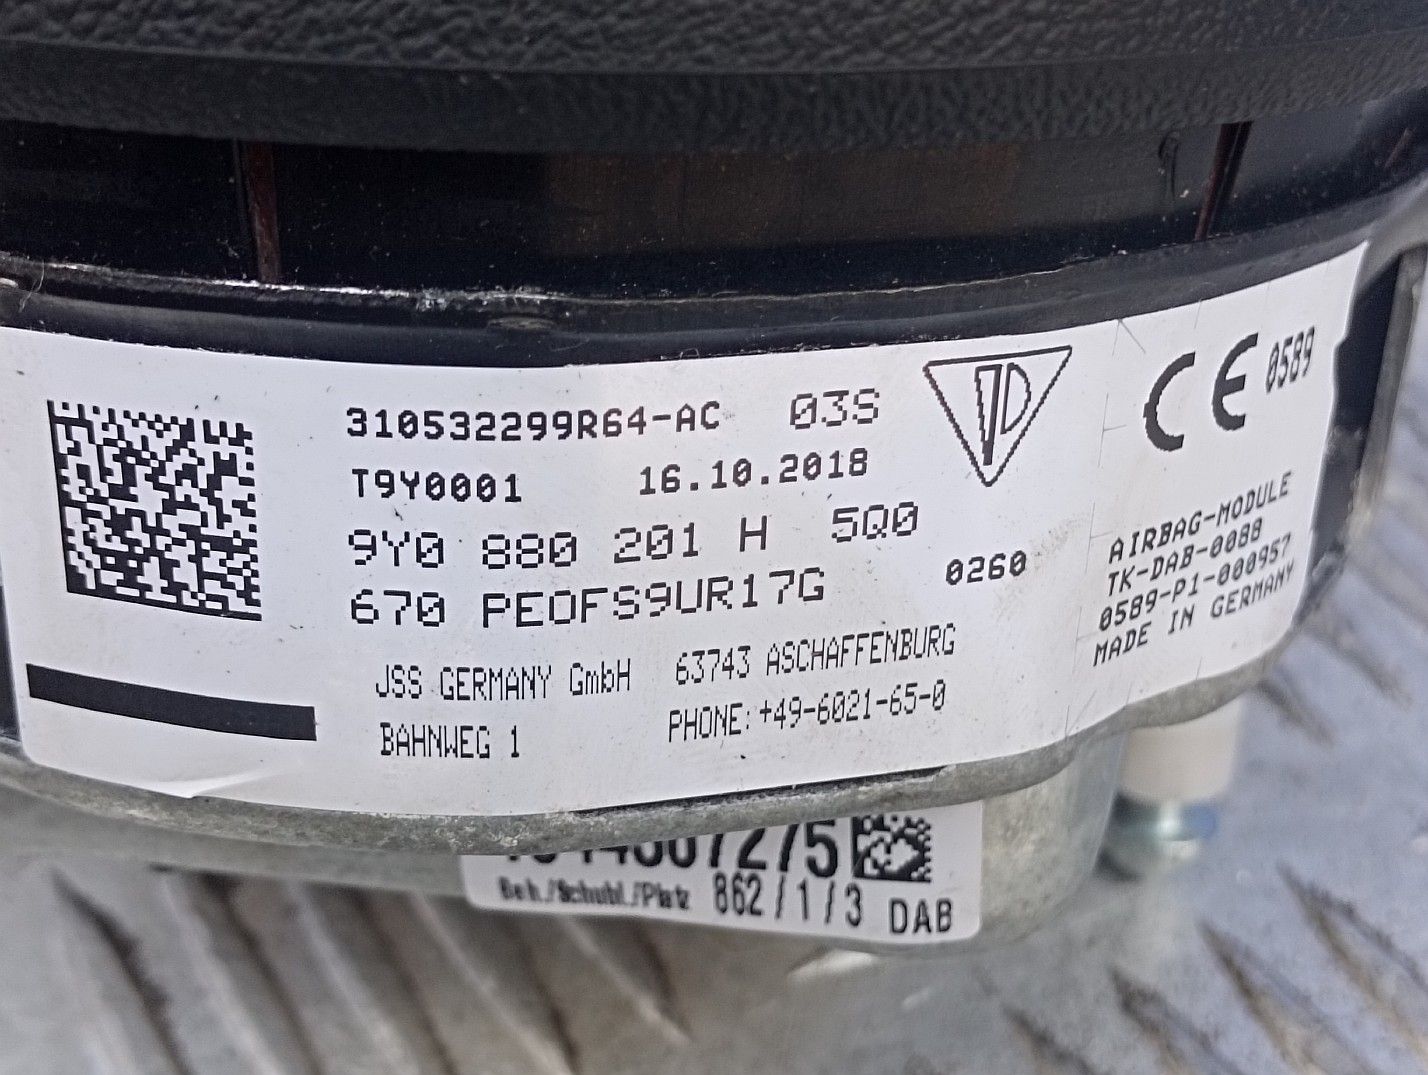 310532299R64-AC 03S
T9Y0001 16.10.2018
9Y0 880 201 H 5Q0
670 PEOFS9UR17G 0260
JSS GERMANY GmbH 63743 ASCHAFFENBURG
BAHNWEG 1 PHONE: +49-6021-65-0
CE 0589
AIRBAG-MODULE
TK-DAB-0088
0589-P1-000957
MADE IN GERMANY
Beh./Schubl./Platz 862/1/3 DAB